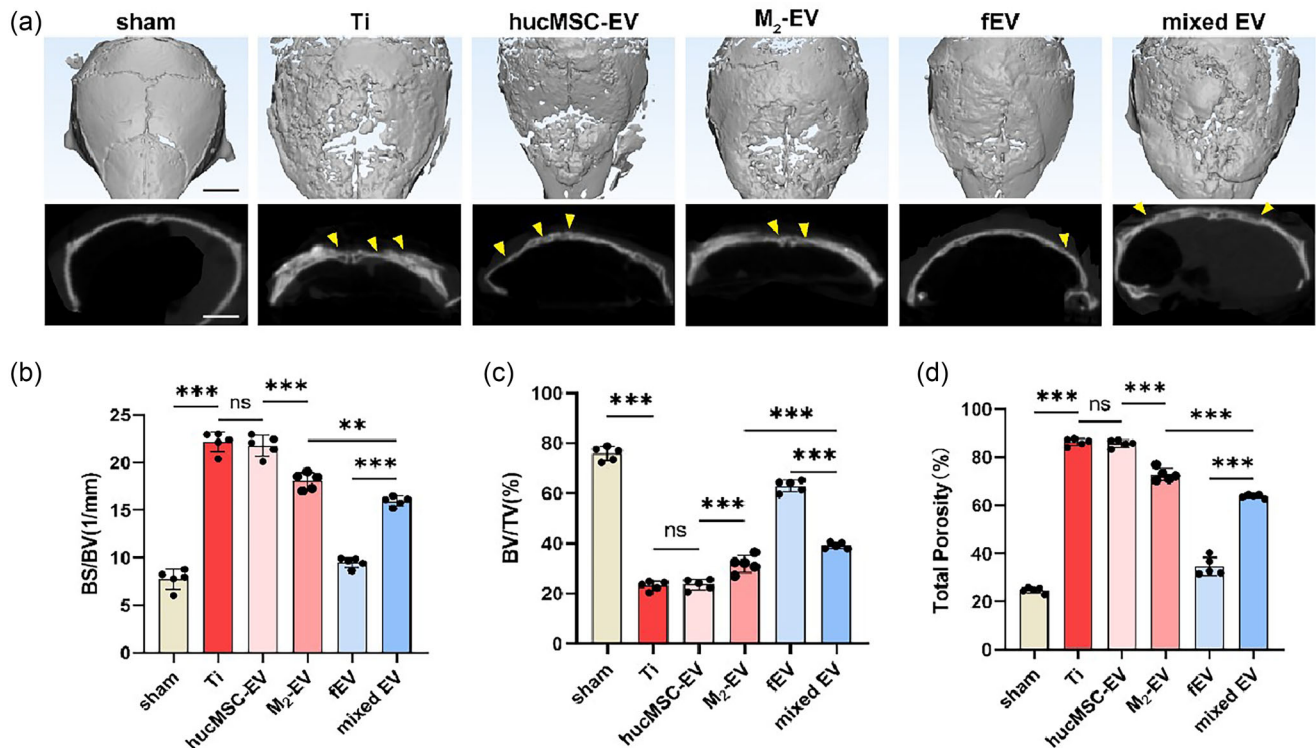 (a)
sham Ti hucMSC-EV M₂-EV fEV mixed EV
(b)
BS/BV(1/mm)
25
20
15
10
5
0
*** ns *** ** ***
sham Ti hucMSC-EV M₂-EV fEV mixed EV
(c)
BV/TV(%)
100
80
60
40
20
0
*** ns *** *** ***
sham Ti hucMSC-EV M₂-EV fEV mixed EV
(d)
Total Porosity (%)
100
80
60
40
20
0
*** ns *** *** ***
sham Ti hucMSC-EV M₂-EV fEV mixed EV